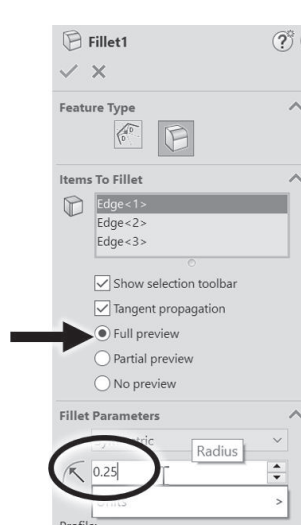 Fillet1
Feature Type
Items To Fillet
Edge<1>
Edge<2>
Edge<3>
Show selection toolbar
Tangent propagation
Full preview
Partial preview
No preview
Fillet Parameters
Radius
0.25
Units >